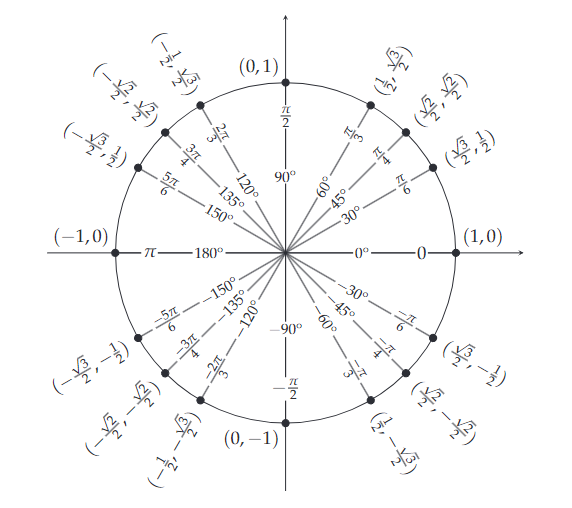 (0, 1)
(-1/2, √3/2)
(-√2/2, √2/2)
(-√3/2, 1/2)
(1/2, √3/2)
(√2/2, √2/2)
(√3/2, 1/2)
π/2
2π/3
3π/4
5π/6
π/3
π/4
π/6
90°
120°
135°
150°
60°
45°
30°
(-1, 0)
π
180°
0°
0
(1, 0)
-150°
-135°
-120°
-90°
-60°
-45°
-30°
-5π/6
-3π/4
-2π/3
-π/2
-π/3
-π/4
-π/6
(-√3/2, -1/2)
(-√2/2, -√2/2)
(-1/2, -√3/2)
(0, -1)
(1/2, -√3/2)
(√2/2, -√2/2)
(√3/2, -1/2)